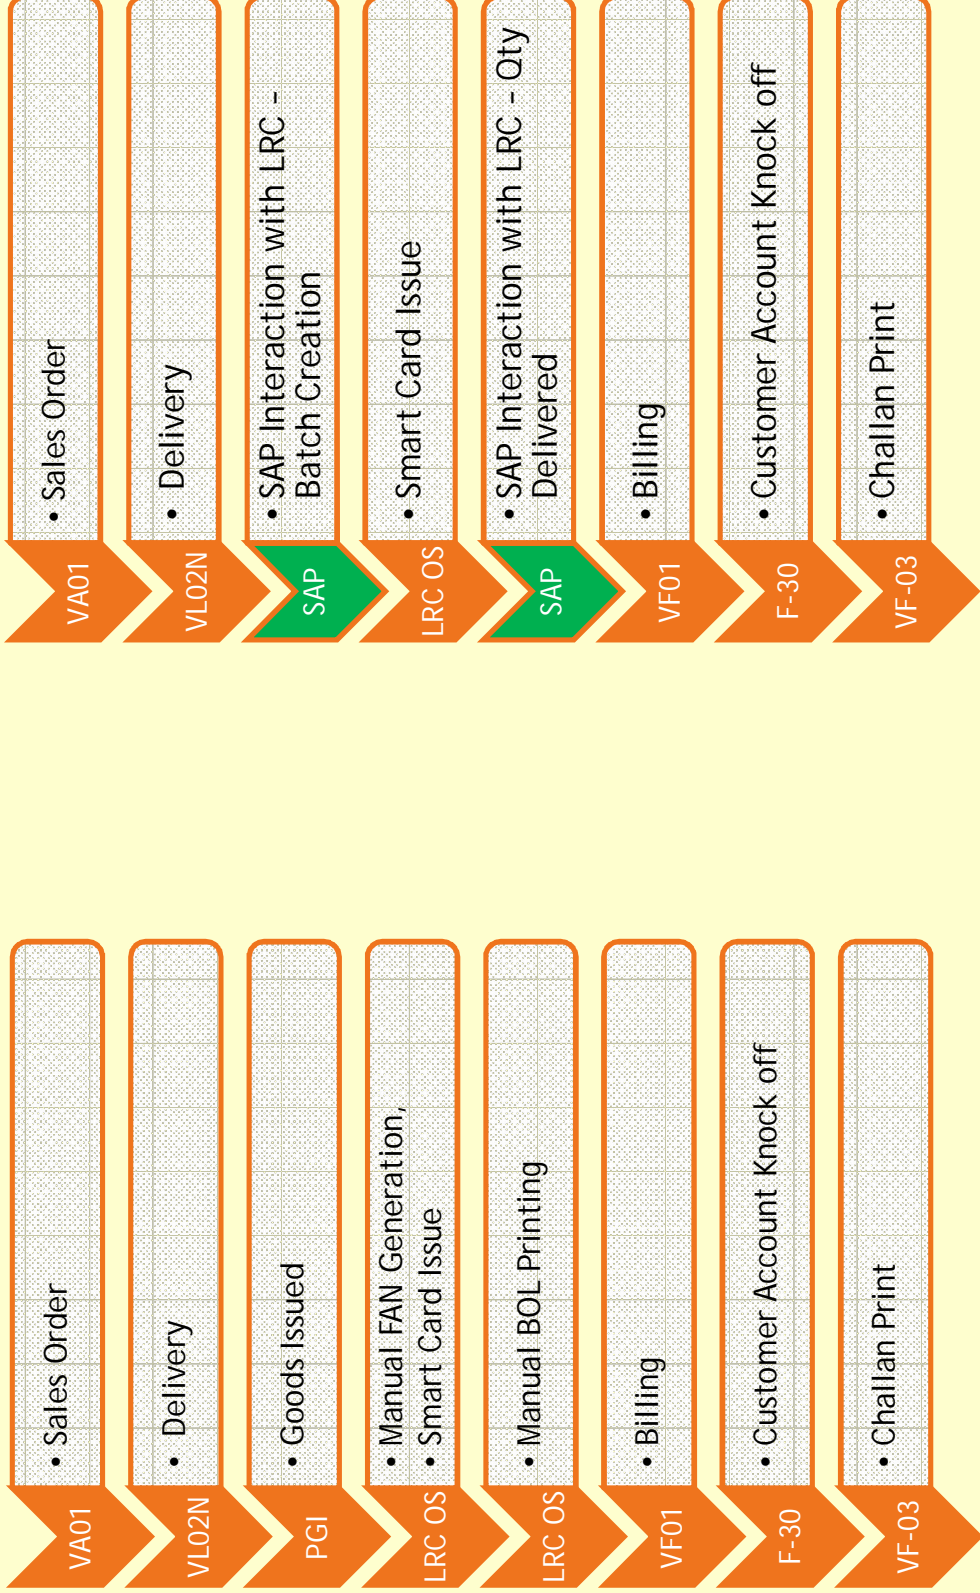 VA01
• Sales Order
VL02N
• Delivery
PGI
• Goods Issued
LRC OS
• Manual FAN Generation,
• Smart Card Issue
LRC OS
• Manual BOL Printing
VF01
• Billing
F-30
• Customer Account Knock off
VF-03
• Challan Print
VA01
• Sales Order
VL02N
• Delivery
SAP
• SAP Interaction with LRC -
Batch Creation
LRC OS
• Smart Card Issue
SAP
• SAP Interaction with LRC - Qty
Delivered
VF01
• Billing
F-30
• Customer Account Knock off
VF-03
• Challan Print